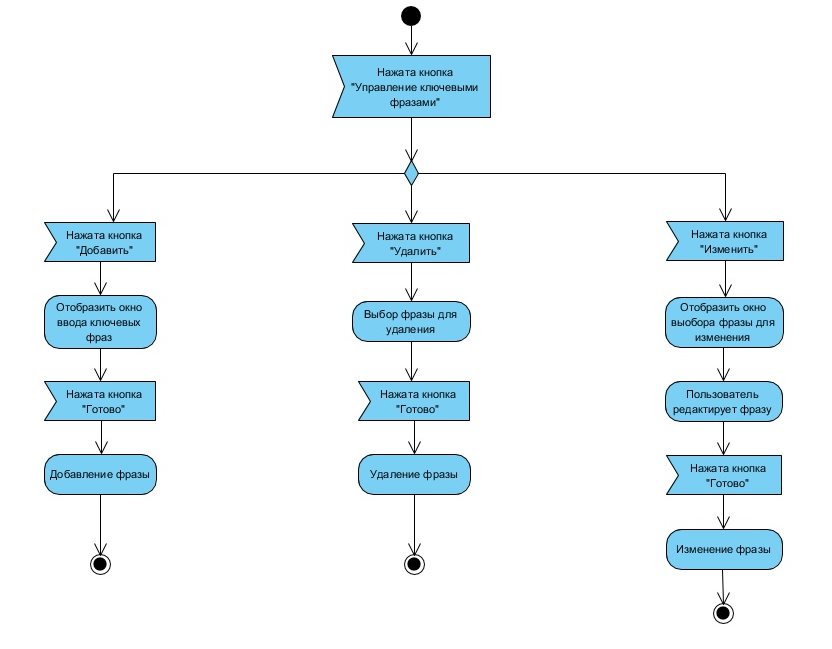 Нажата кнопка
"Управление ключевыми
фразами"
Нажата кнопка
"Добавить"
Отобразить окно
ввода ключевых
фраз
Нажата кнопка
"Готово"
Добавление фразы
Нажата кнопка
"Удалить"
Выбор фразы для
удаления
Нажата кнопка
"Готово"
Удаление фразы
Нажата кнопка
"Изменить"
Отобразить окно
выобора фразы для
изменения
Пользователь
редактирует фразу
Нажата кнопка
"Готово"
Изменение фразы